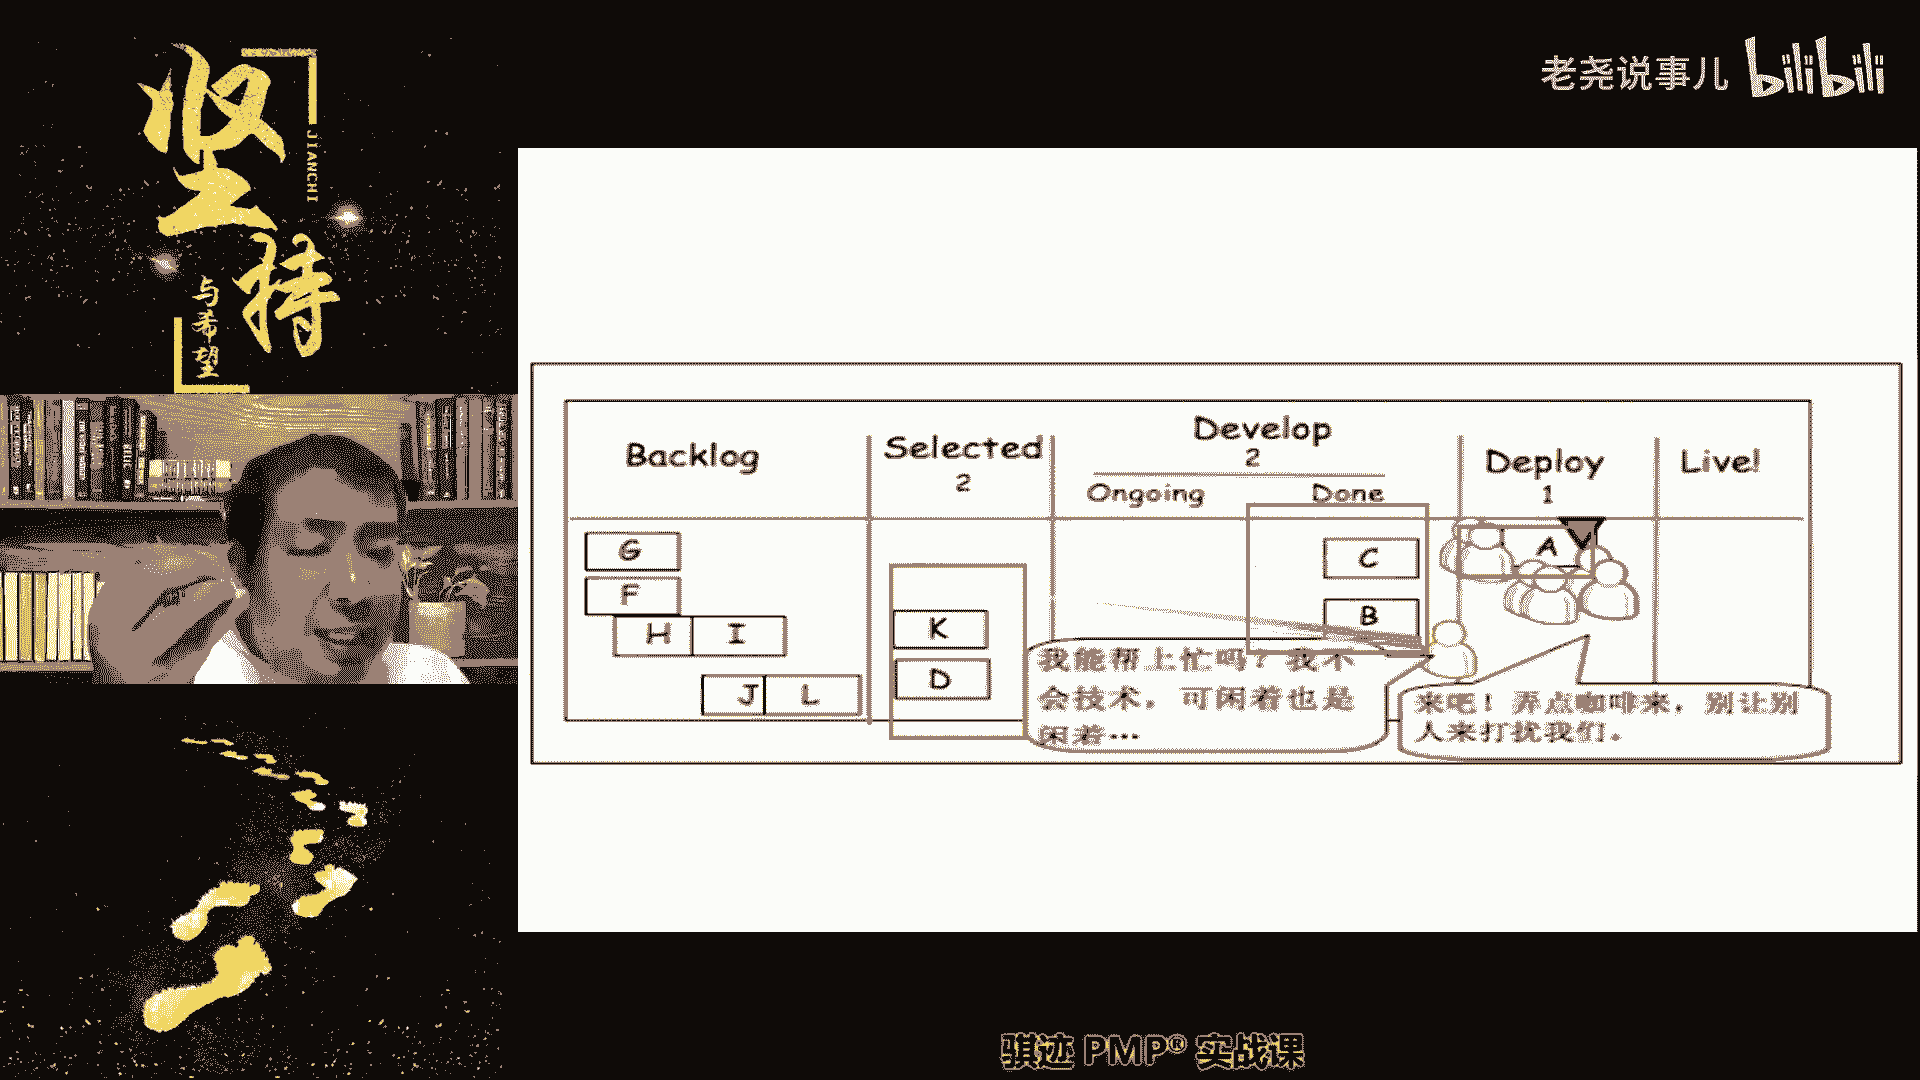 坚持
JIANCHI
与希望
老尧说事儿 bilibili
Backlog
Selected
2
Develop
2
Ongoing
Done
Deploy
1
Live!
G
F
H I
J L
K
D
C
B
A
我能帮上忙吗？我不
会技术，可闲着也是
闲着…
来吧！弄点咖啡来，别让别
人来打扰我们。
骐迹 PMP® 实战课